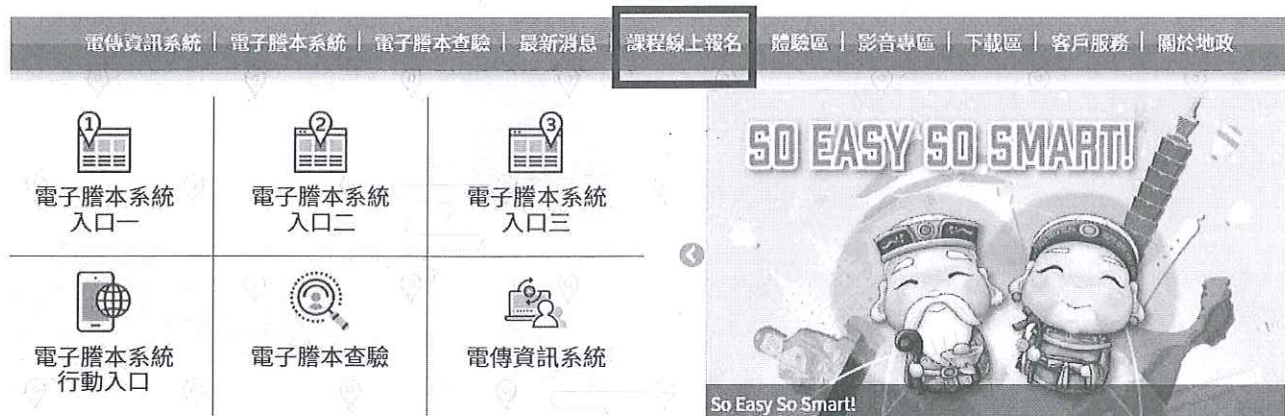 電傳資訊系統 | 電子謄本系統 | 電子謄本查驗 | 最新消息 | 課程線上報名 | 體驗區 | 影音專區 | 下載區 | 客戶服務 | 關於地政
1
電子謄本系統
入口一
2
電子謄本系統
入口二
3
電子謄本系統
入口三
電子謄本系統
行動入口
電子謄本查驗
電傳資訊系統
SO EASY SO SMART!
So Easy So Smart!